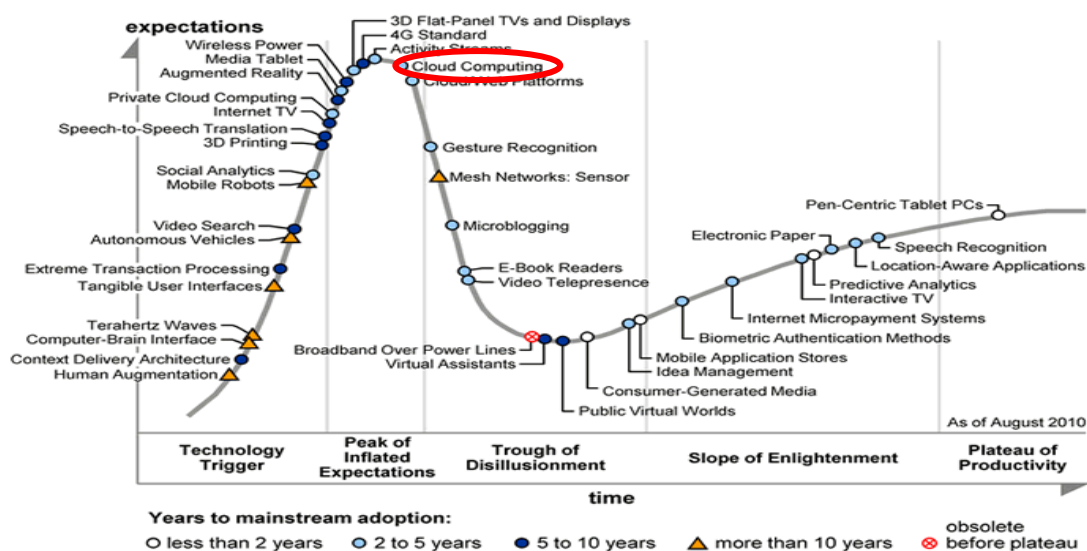 expectations
3D Flat-Panel TVs and Displays
4G Standard
Activity Streams
Wireless Power
Media Tablet
Augmented Reality
Cloud Computing
Cloud/Web Platforms
Private Cloud Computing
Internet TV
Speech-to-Speech Translation
3D Printing
Gesture Recognition
Social Analytics
Mobile Robots
Mesh Networks: Sensor
Pen-Centric Tablet PCs
Video Search
Autonomous Vehicles
Microblogging
Electronic Paper
Speech Recognition
Extreme Transaction Processing
Tangible User Interfaces
E-Book Readers
Video Telepresence
Location-Aware Applications
Predictive Analytics
Interactive TV
Internet Micropayment Systems
Terahertz Waves
Computer-Brain Interface
Context Delivery Architecture
Human Augmentation
Broadband Over Power Lines
Virtual Assistants
Biometric Authentication Methods
Mobile Application Stores
Idea Management
Consumer-Generated Media
Public Virtual Worlds
As of August 2010
Technology
Trigger
Peak of
Inflated
Expectations
Trough of
Disillusionment
Slope of Enlightenment
Plateau of
Productivity
time
Years to mainstream adoption:
less than 2 years
2 to 5 years
5 to 10 years
more than 10 years
obsolete
before plateau